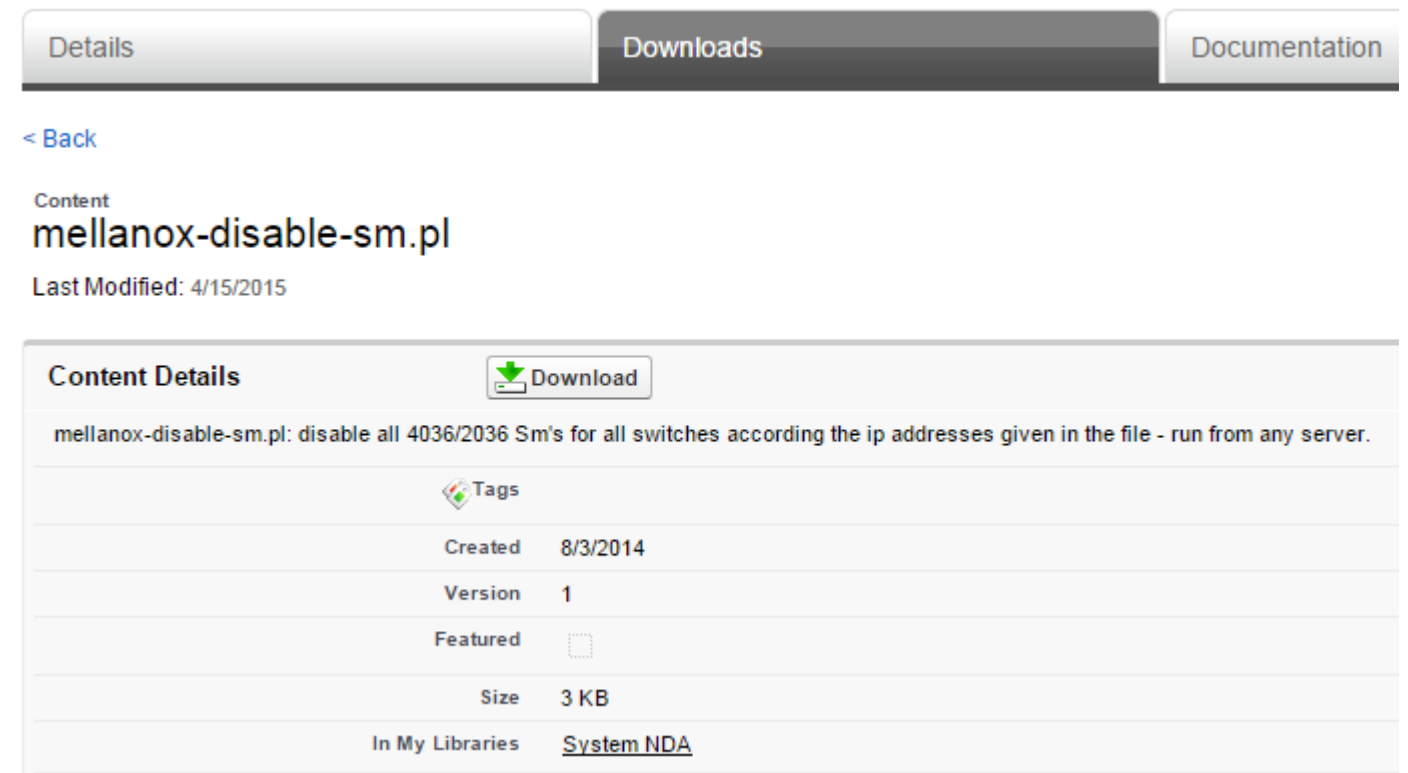 Details Downloads Documentation
< Back
Content
mellanox-disable-sm.pl
Last Modified: 4/15/2015
Content Details Download
mellanox-disable-sm.pl: disable all 4036/2036 Sm's for all switches according the ip addresses given in the file - run from any server.
Tags
Created 8/3/2014
Version 1
Featured
Size 3 KB
In My Libraries System NDA